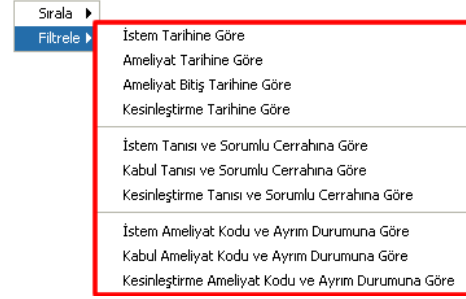 Sırala
Filtrele
İstem Tarihine Göre
Ameliyat Tarihine Göre
Ameliyat Bitiş Tarihine Göre
Kesinleştirme Tarihine Göre
İstem Tanısı ve Sorumlu Cerrahına Göre
Kabul Tanısı ve Sorumlu Cerrahına Göre
Kesinleştirme Tanısı ve Sorumlu Cerrahına Göre
İstem Ameliyat Kodu ve Ayrım Durumuna Göre
Kabul Ameliyat Kodu ve Ayrım Durumuna Göre
Kesinleştirme Ameliyat Kodu ve Ayrım Durumuna Göre